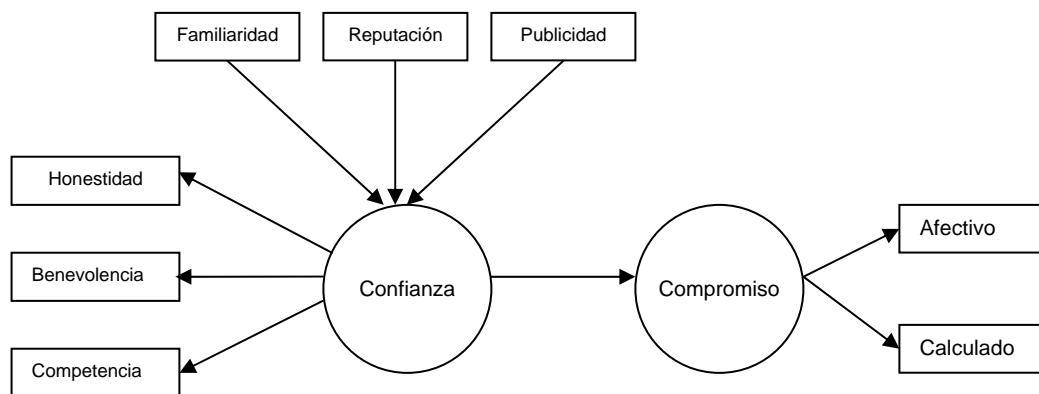 Familiaridad
Reputación
Publicidad
Honestidad
Benevolencia
Competencia
Confianza
Compromiso
Afectivo
Calculado